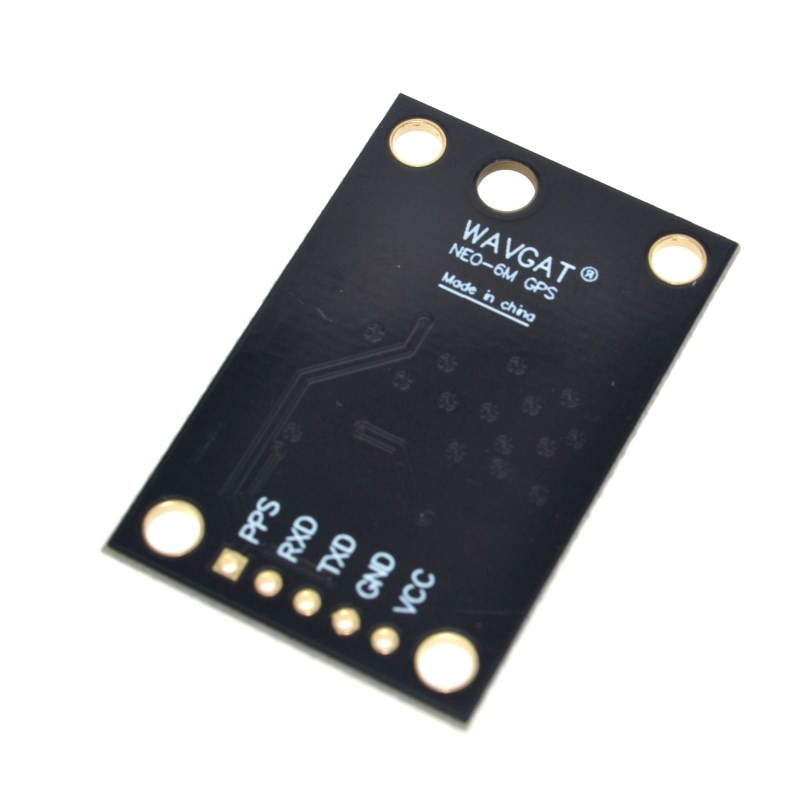 WAVGAT®
NEO-6M GPS
Made in china
PPS
RXD
TXD
GND
VCC